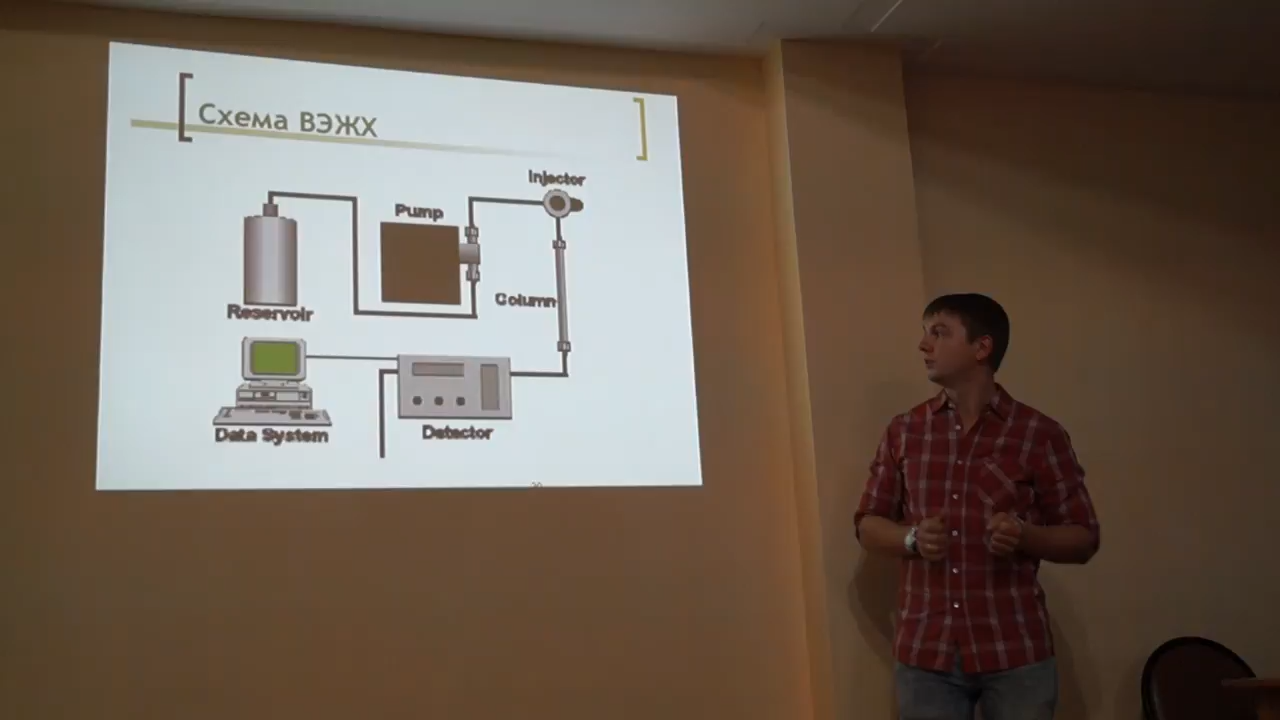 Схема ВЭЖХ
Injector
Pump
Column
Reservoir
Data System
Detector